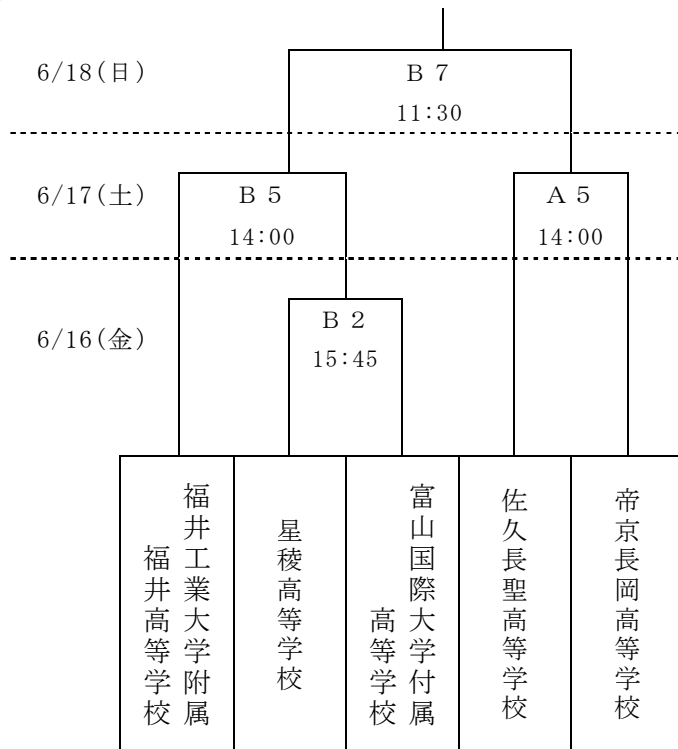 6/18(日)
B 7
11:30
6/17(土)
B 5
14:00
A 5
14:00
6/16(金)
B 2
15:45
福井工業大学附属
福井高等学校
星稜高等学校
富山国際大学付属
高等学校
佐久長聖高等学校
帝京長岡高等学校